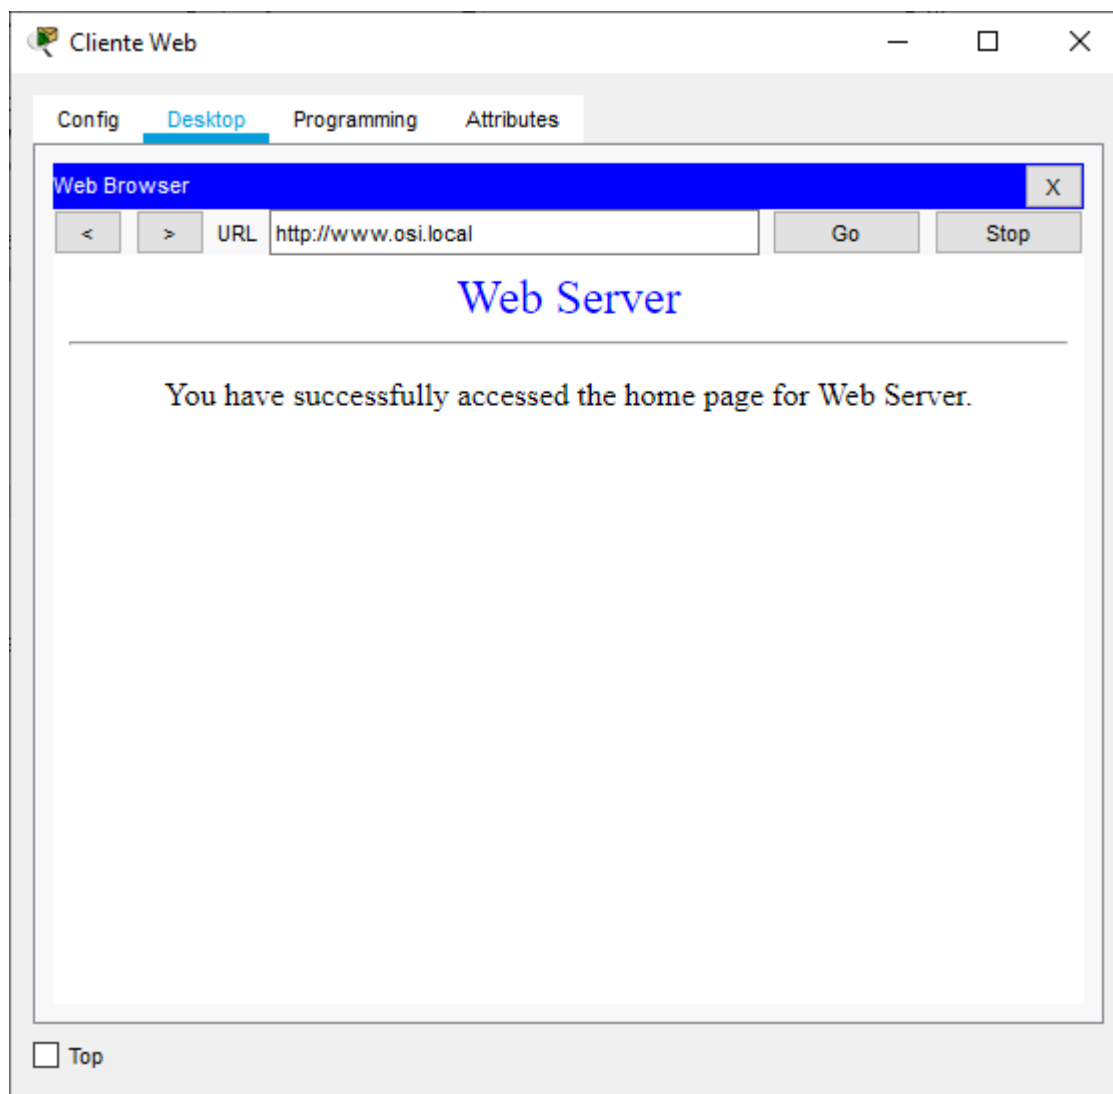 Cliente Web
Config Desktop Programming Attributes
Web Browser X
< > URL http://www.osi.local Go Stop
Web Server
You have successfully accessed the home page for Web Server.
Top